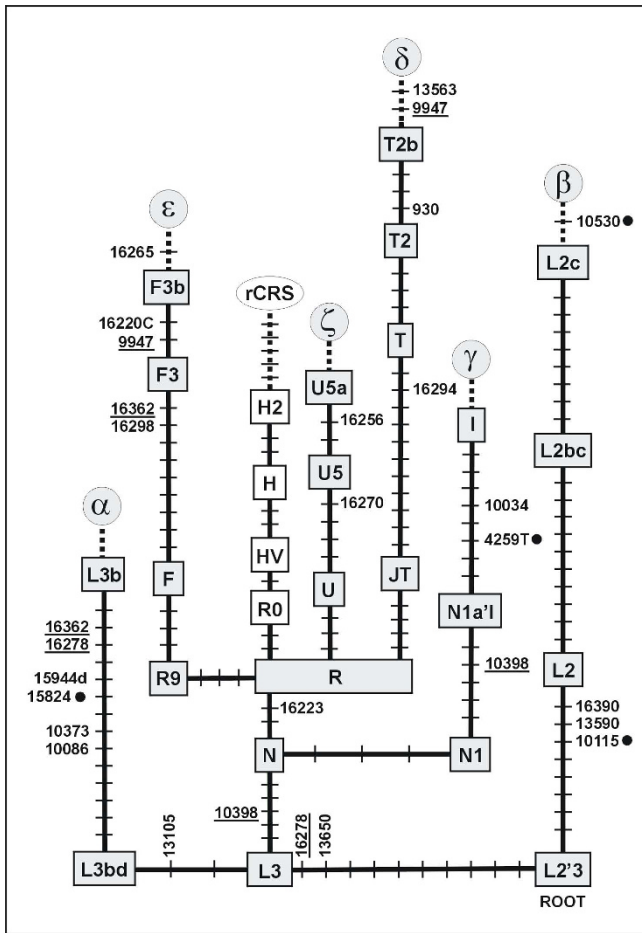 δ
13563
9947
T2b
ε
β
930
10530
16265
T2
L2c
F3b
rCRS
16220C
ζ
9947
T
γ
F3
U5a
16294
16362
H2
I
16298
16256
L2bc
H
U5
α
16270
10034
4259T
L3b
F
HV
JT
U
R0
N1a'I
16362
16278
10398
L2
15944d
R9
R
15824
16390
16223
13590
10373
10115
10086
N
N1
10398
13105
16278
13650
L3bd
L3
L2'3
ROOT